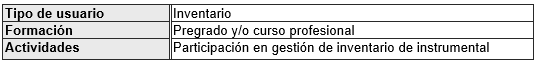 Tipo de usuario Inventario
Formación Pregrado y/o curso profesional
Actividades Participación en gestión de inventario de instrumental